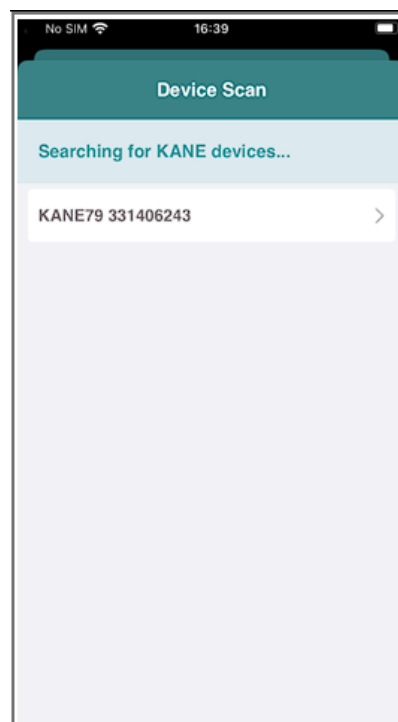 No SIM 16:39
Device Scan
Searching for KANE devices...
KANE79 331406243